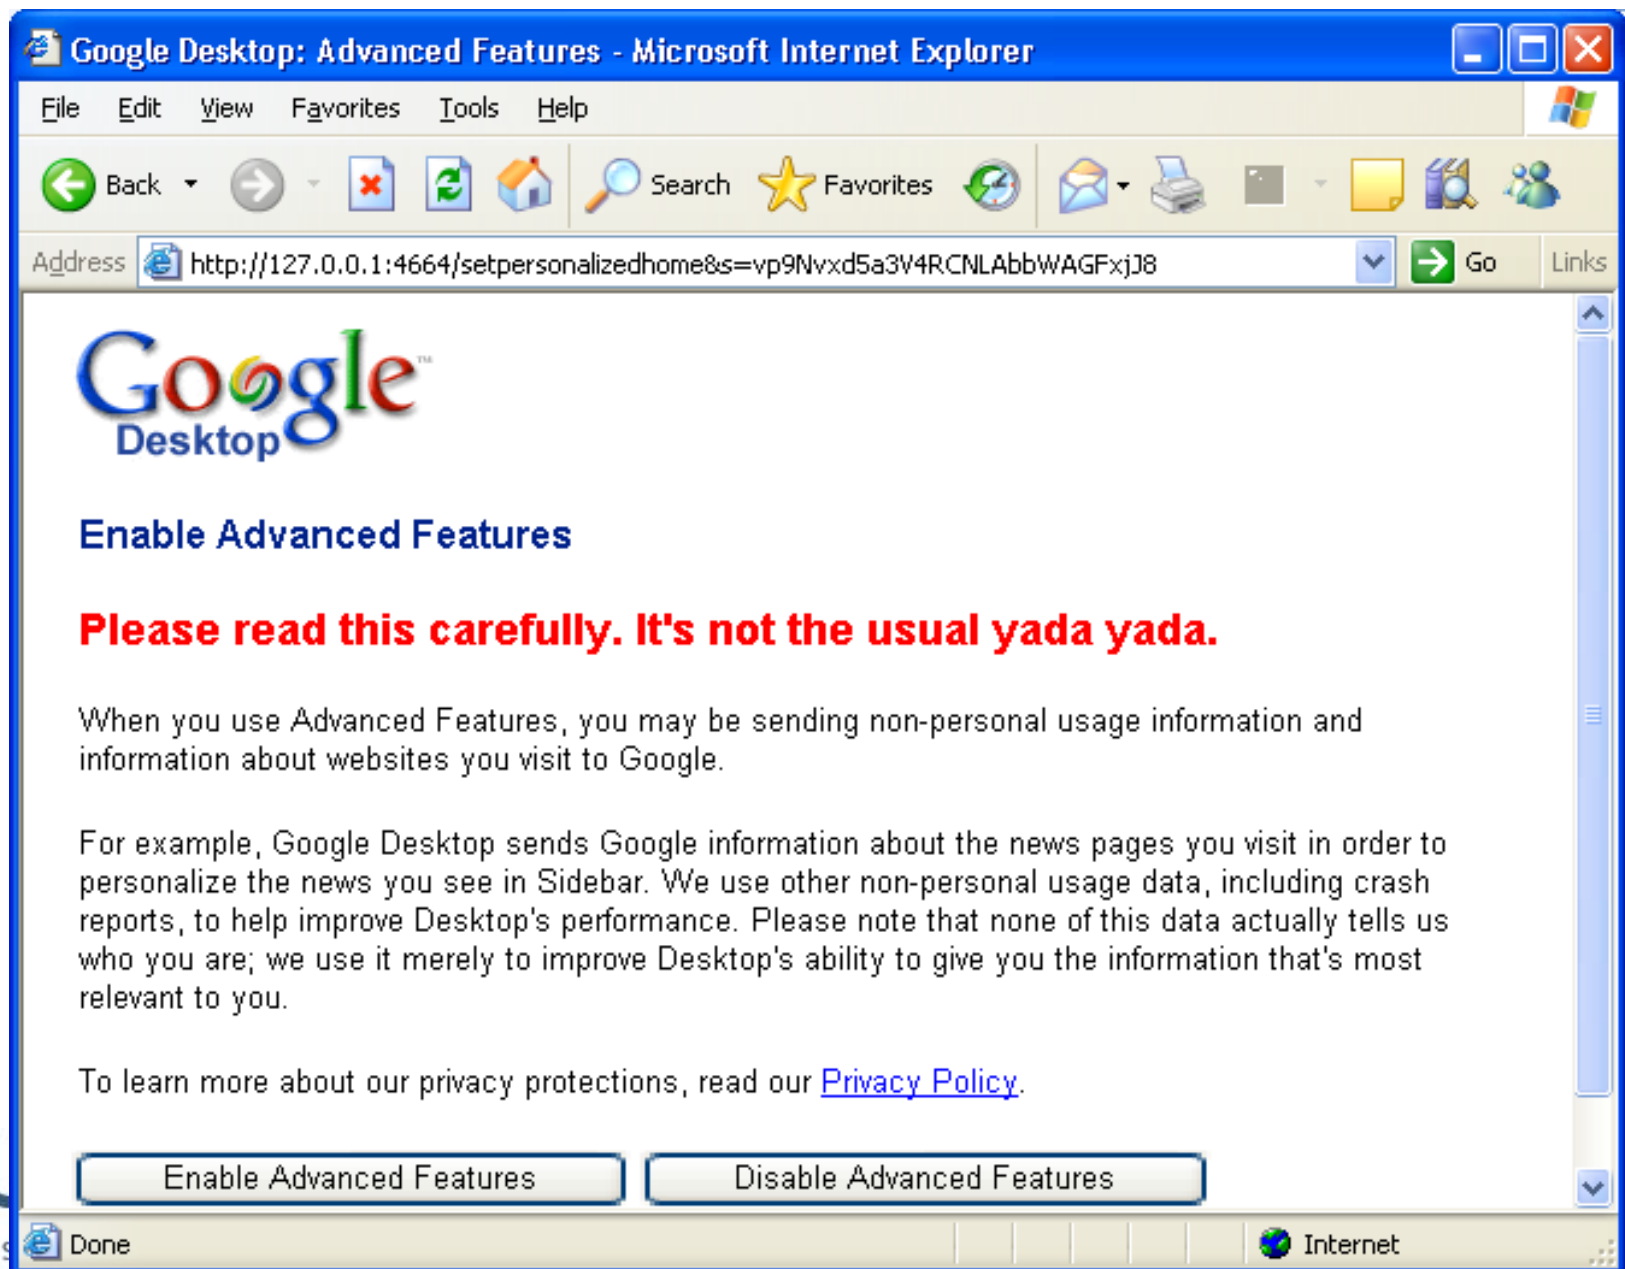 Google Desktop: Advanced Features - Microsoft Internet Explorer
File Edit View Favorites Tools Help
Back Search Favorites
Address http://127.0.0.1:4664/setpersonalizedhome&s=vp9Nvxd5a3V4RCNLAbbWAGFxjJ8 Go Links
Google™
Desktop
Enable Advanced Features
Please read this carefully. It's not the usual yada yada.
When you use Advanced Features, you may be sending non-personal usage information and
information about websites you visit to Google.
For example, Google Desktop sends Google information about the news pages you visit in order to
personalize the news you see in Sidebar. We use other non-personal usage data, including crash
reports, to help improve Desktop's performance. Please note that none of this data actually tells us
who you are; we use it merely to improve Desktop's ability to give you the information that's most
relevant to you.
To learn more about our privacy protections, read our Privacy Policy.
Enable Advanced Features Disable Advanced Features
Done Internet